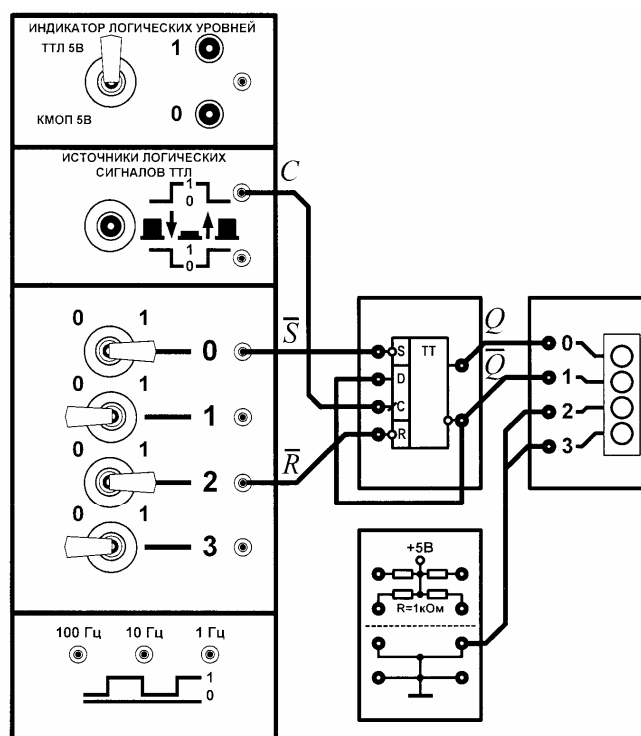 ИНДИКАТОР ЛОГИЧЕСКИХ УРОВНЕЙ
ТТЛ 5В
1
КМОП 5В
0
ИСТОЧНИКИ ЛОГИЧЕСКИХ
СИГНАЛОВ ТТЛ
1
0
1
0
C
0 1
0
S̅
0 1
1
0 1
2
R̅
0 1
3
100 Гц 10 Гц 1 Гц
1
0
S TT
D
C
R
Q
Q̅
0
1
2
3
+5В
R=1кОм